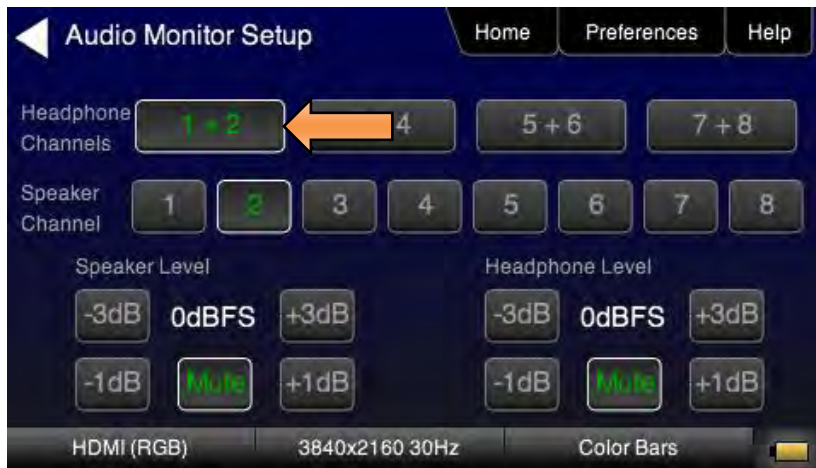 Audio Monitor Setup Home Preferences Help
Headphone
Channels
1 + 2 4 5 + 6 7 + 8
Speaker
Channel
1 2 3 4 5 6 7 8
Speaker Level Headphone Level
-3dB 0dBFS +3dB -3dB 0dBFS +3dB
-1dB Mute +1dB -1dB Mute +1dB
HDMI (RGB) 3840x2160 30Hz Color Bars